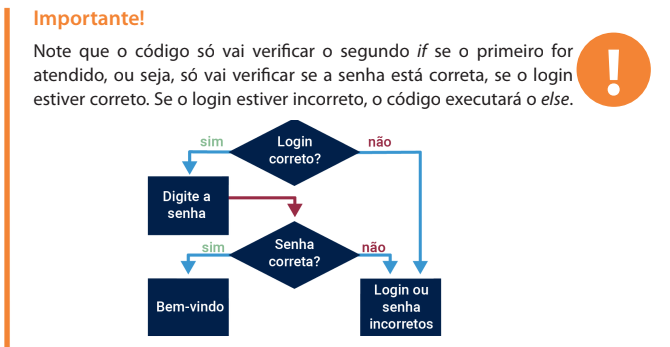 Importante!
Note que o código só vai verificar o segundo if se o primeiro for
atendido, ou seja, só vai verificar se a senha está correta, se o login
estiver correto. Se o login estiver incorreto, o código executará o else.
!
sim
Login
correto?
não
Digite a
senha
sim
Senha
correta?
não
Bem-vindo
Login ou
senha
incorretos